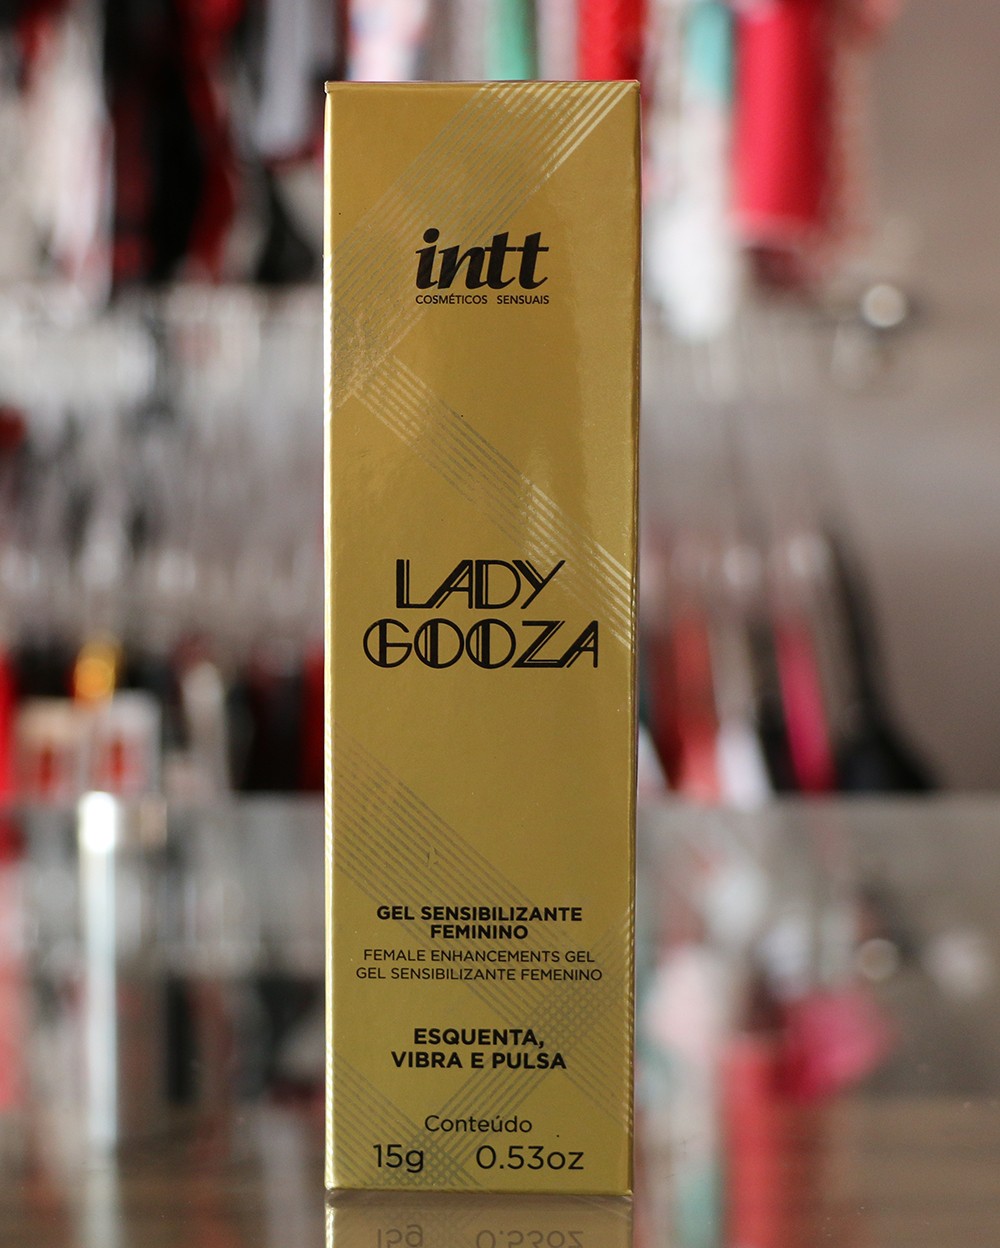 intt
COSMÉTICOS SENSUAIS
LADY
GOOZA
GEL SENSIBILIZANTE
FEMININO
FEMALE ENHANCEMENTS GEL
GEL SENSIBILIZANTE FEMENINO
ESQUENTA,
VIBRA E PULSA
Conteúdo
15g 0.53oz